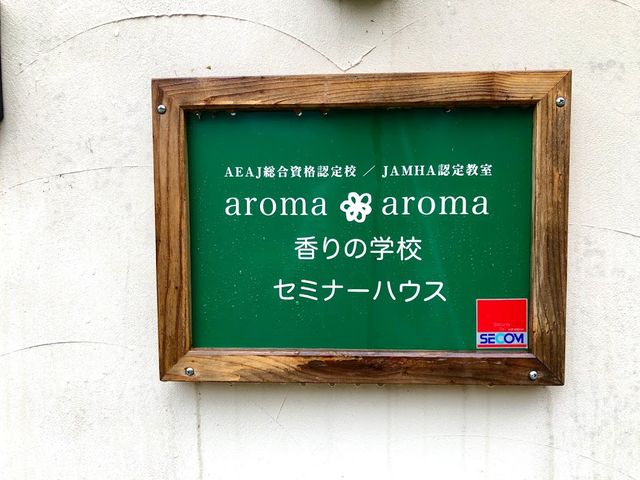 AEAJ総合資格認定校 ／ JAMHA認定教室
aroma aroma
香りの学校
セミナーハウス
SECOM